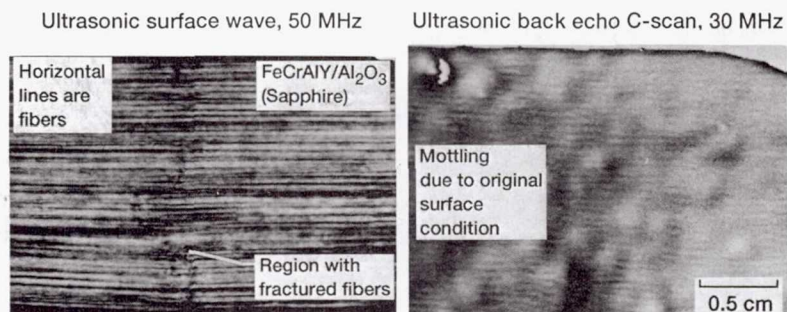 Ultrasonic surface wave, 50 MHz
Horizontal
lines are
fibers
FeCrAlY/Al₂O₃
(Sapphire)
Region with
fractured fibers
Ultrasonic back echo C-scan, 30 MHz
Mottling
due to original
surface
condition
0.5 cm